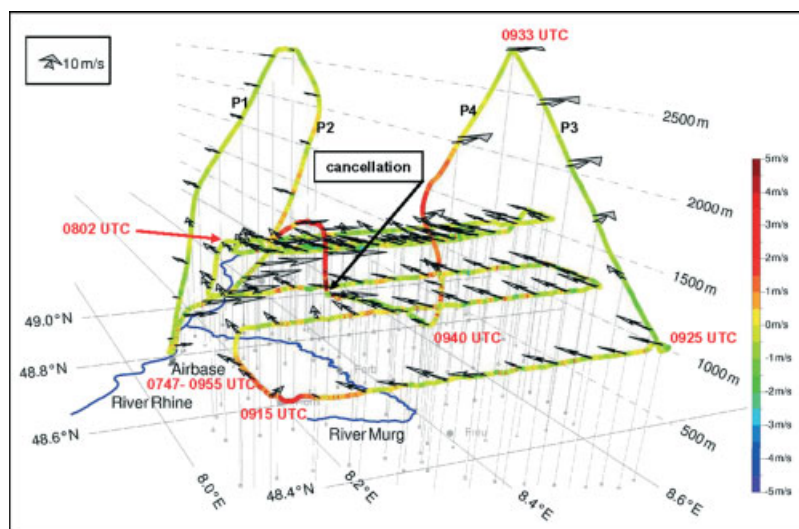 0933 UTC
10 m/s
P1
P4
2500 m
P2
P3
cancellation
5m/s
4m/s
2000 m
3m/s
0802 UTC
2m/s
1500 m
1m/s
0m/s
49.0°N
0940 UTC
0925 UTC
-1m/s
48.8°N
Airbase
1000 m
-2m/s
0747- 0955 UTC
River Rhine
0915 UTC
-3m/s
48.6°N
River Murg
500 m
-4m/s
8.0°E
8.2°E
48.4°N
8.4°E
8.6°E
-5m/s